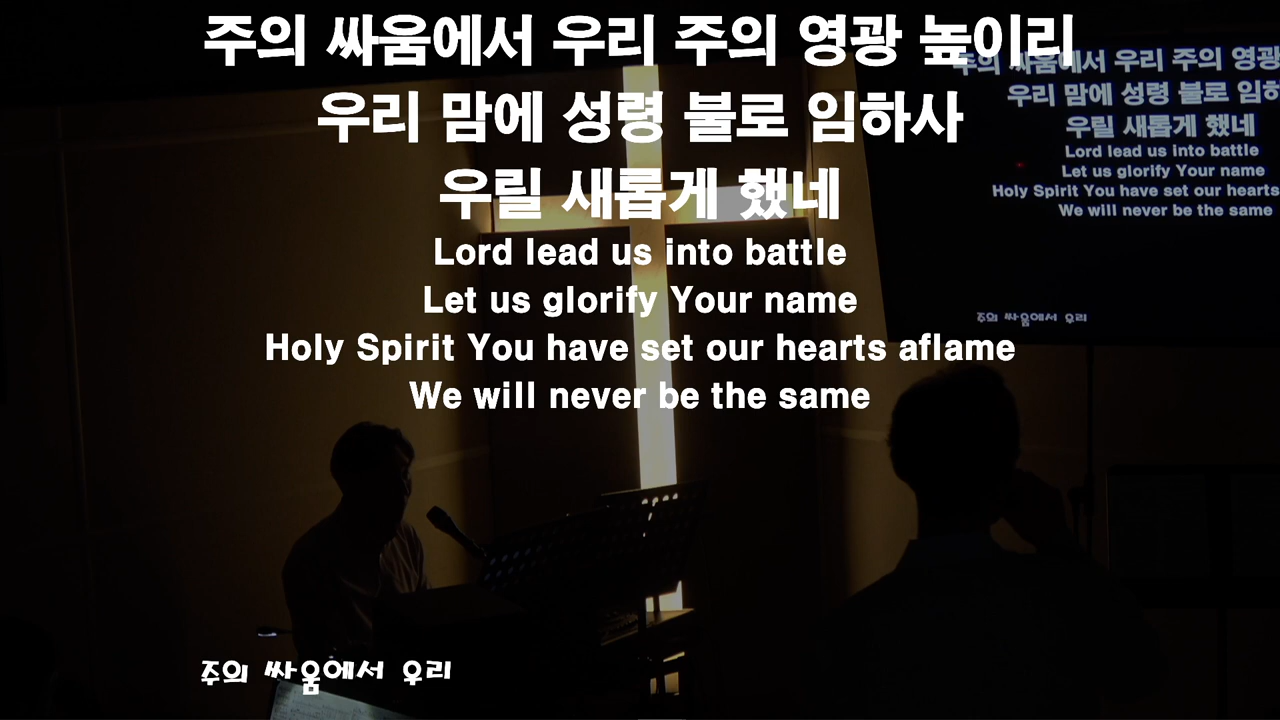 주의 싸움에서 우리 주의 영광 높이리
우리 맘에 성령 불로 임하사
우릴 새롭게 했네
Lord lead us into battle
Let us glorify Your name
Holy Spirit You have set our hearts aflame
We will never be the same
주의 싸움에서 우리
주의 싸움에서 우리 주의 영광
우리 맘에 성령 불로 임하
우릴 새롭게 했네
Lord lead us into battle
Let us glorify Your name
Holy Spirit You have set our hearts
We will never be the same
주의 싸움에서 우리